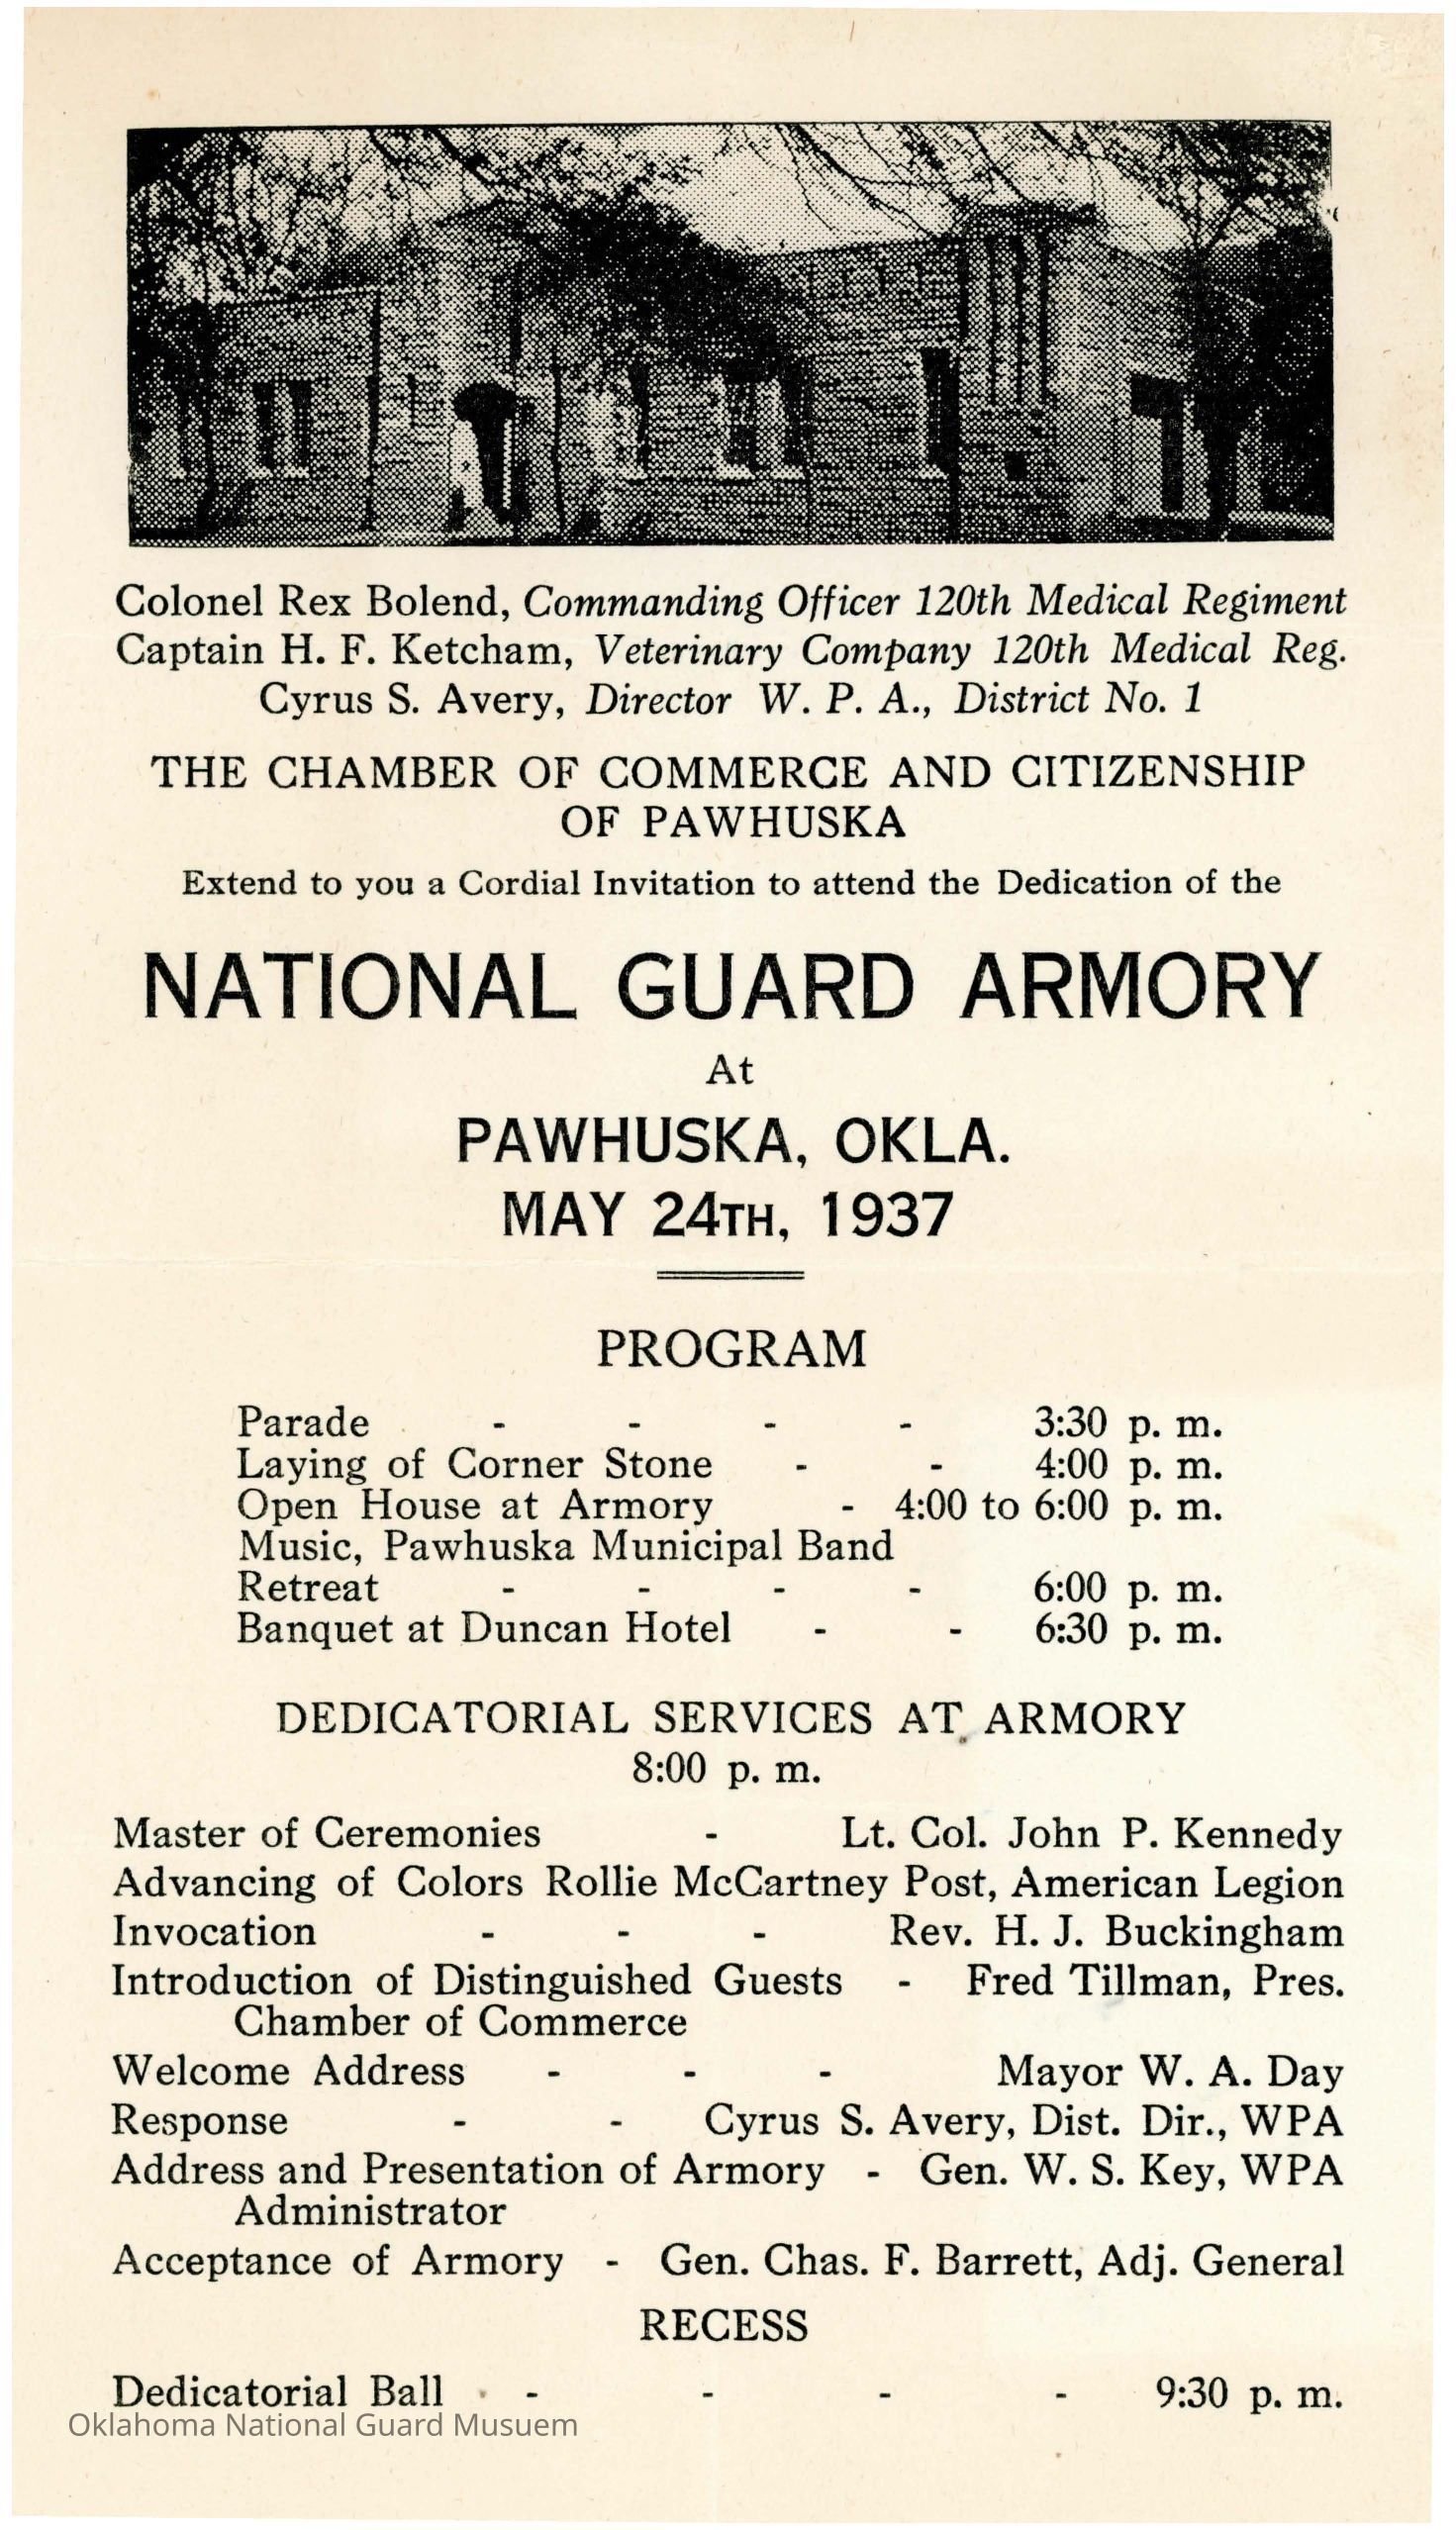 Colonel Rex Bolend, Commanding Officer 120th Medical Regiment
Captain H. F. Ketcham, Veterinary Company 120th Medical Reg.
Cyrus S. Avery, Director W. P. A., District No. 1
THE CHAMBER OF COMMERCE AND CITIZENSHIP
OF PAWHUSKA
Extend to you a Cordial Invitation to attend the Dedication of the
NATIONAL GUARD ARMORY
At
PAWHUSKA, OKLA.
MAY 24TH, 1937
PROGRAM
Parade - - - - 3:30 p. m.
Laying of Corner Stone - - 4:00 p. m.
Open House at Armory - 4:00 to 6:00 p. m.
Music, Pawhuska Municipal Band
Retreat - - - - 6:00 p. m.
Banquet at Duncan Hotel - - 6:30 p. m.
DEDICATORIAL SERVICES AT ARMORY
8:00 p. m.
Master of Ceremonies - Lt. Col. John P. Kennedy
Advancing of Colors Rollie McCartney Post, American Legion
Invocation - - - Rev. H. J. Buckingham
Introduction of Distinguished Guests - Fred Tillman, Pres.
Chamber of Commerce
Welcome Address - - - Mayor W. A. Day
Response - - Cyrus S. Avery, Dist. Dir., WPA
Address and Presentation of Armory - Gen. W. S. Key, WPA
Administrator
Acceptance of Armory - Gen. Chas. F. Barrett, Adj. General
RECESS
Dedicatorial Ball - - - - 9:30 p. m.
Oklahoma National Guard Musuem